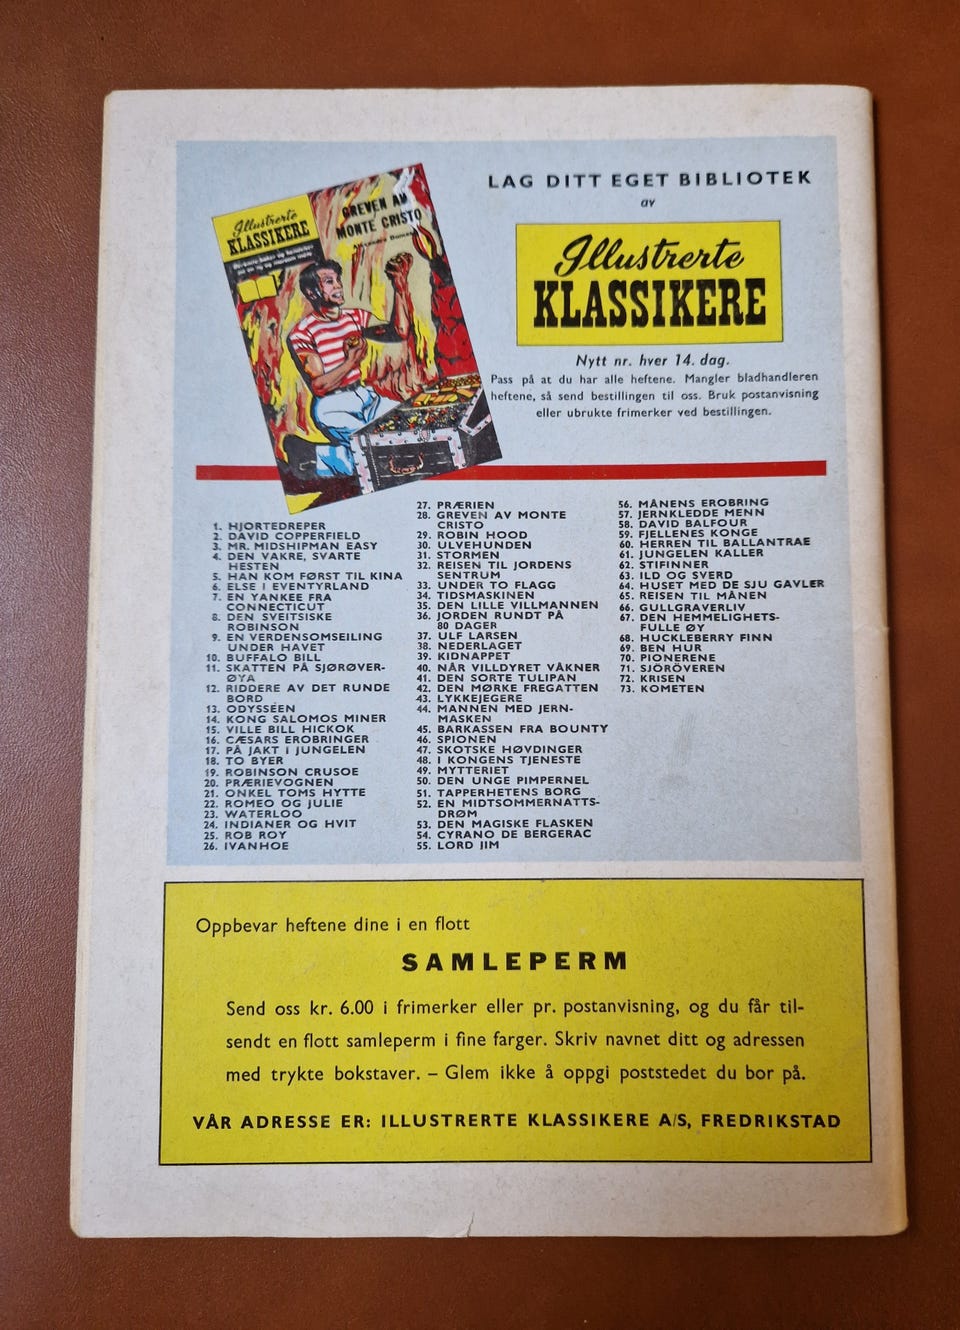 LAG DITT EGET BIBLIOTEK
av
Illustrerte
KLASSIKERE
Nytt nr. hver 14. dag.
Pass på at du har alle heftene. Mangler bladhandleren
heftene, så send bestillingen til oss. Bruk postanvisning
eller ubrukte frimerker ved bestillingen.
Illustrerte
KLASSIKERE
GREVEN AV
MONTE CRISTO
1. HJORTEDREPER
2. DAVID COPPERFIELD
3. MR. MIDSHIPMAN EASY
4. DEN VAKRE, SVARTE
HESTEN
5. HAN KOM FØRST TIL KINA
6. ELSE I EVENTYRLAND
7. EN YANKEE FRA
CONNECTICUT
8. DEN SVEITSISKE
ROBINSON
9. EN VERDENSOMSEILING
UNDER HAVET
10. BUFFALO BILL
11. SKATTEN PÅ SJØRØVER-
ØYA
12. RIDDERE AV DET RUNDE
BORD
13. ODYSSÉEN
14. KONG SALOMOS MINER
15. VILLE BILL HICKOK
16. CÆSARS EROBRINGER
17. PÅ JAKT I JUNGELEN
18. TO BYER
19. ROBINSON CRUSOE
20. PRÆRIEVOGNEN
21. ONKEL TOMS HYTTE
22. ROMEO OG JULIE
23. WATERLOO
24. INDIANER OG HVIT
25. ROB ROY
26. IVANHOE
27. PRÆRIEN
28. GREVEN AV MONTE
CRISTO
29. ROBIN HOOD
30. ULVEHUNDEN
31. STORMEN
32. REISEN TIL JORDENS
SENTRUM
33. UNDER TO FLAGG
34. TIDSMASKINEN
35. DEN LILLE VILLMANNEN
36. JORDEN RUNDT PÅ
80 DAGER
37. ULF LARSEN
38. NEDERLAGET
39. KIDNAPPET
40. NÅR VILLDYRET VÅKNER
41. DEN SORTE TULIPAN
42. DEN MØRKE FREGATTEN
43. LYKKEJEGERE
44. MANNEN MED JERN-
MASKEN
45. BARKASSEN FRA BOUNTY
46. SPIONEN
47. SKOTSKE HØVDINGER
48. I KONGENS TJENESTE
49. MYTTERIET
50. DEN UNGE PIMPERNEL
51. TAPPERHETENS BORG
52. EN MIDTSOMMERNATTS-
DRØM
53. DEN MAGISKE FLASKEN
54. CYRANO DE BERGERAC
55. LORD JIM
56. MÅNENS EROBRING
57. JERNKLEDDE MENN
58. DAVID BALFOUR
59. FJELLENES KONGE
60. HERREN TIL BALLANTRAE
61. JUNGELEN KALLER
62. STIFINNER
63. ILD OG SVERD
64. HUSET MED DE SJU GAVLER
65. REISEN TIL MÅNEN
66. GULLGRAVERLIV
67. DEN HEMMELIGHETS-
FULLE ØY
68. HUCKLEBERRY FINN
69. BEN HUR
70. PIONERENE
71. SJÖRÖVEREN
72. KRISEN
73. KOMETEN
Oppbevar heftene dine i en flott
SAMLEPERM
Send oss kr. 6.00 i frimerker eller pr. postanvisning, og du får til-
sendt en flott samleperm i fine farger. Skriv navnet ditt og adressen
med trykte bokstaver. – Glem ikke å oppgi poststedet du bor på.
VÅR ADRESSE ER: ILLUSTRERTE KLASSIKERE A/S, FREDRIKSTAD